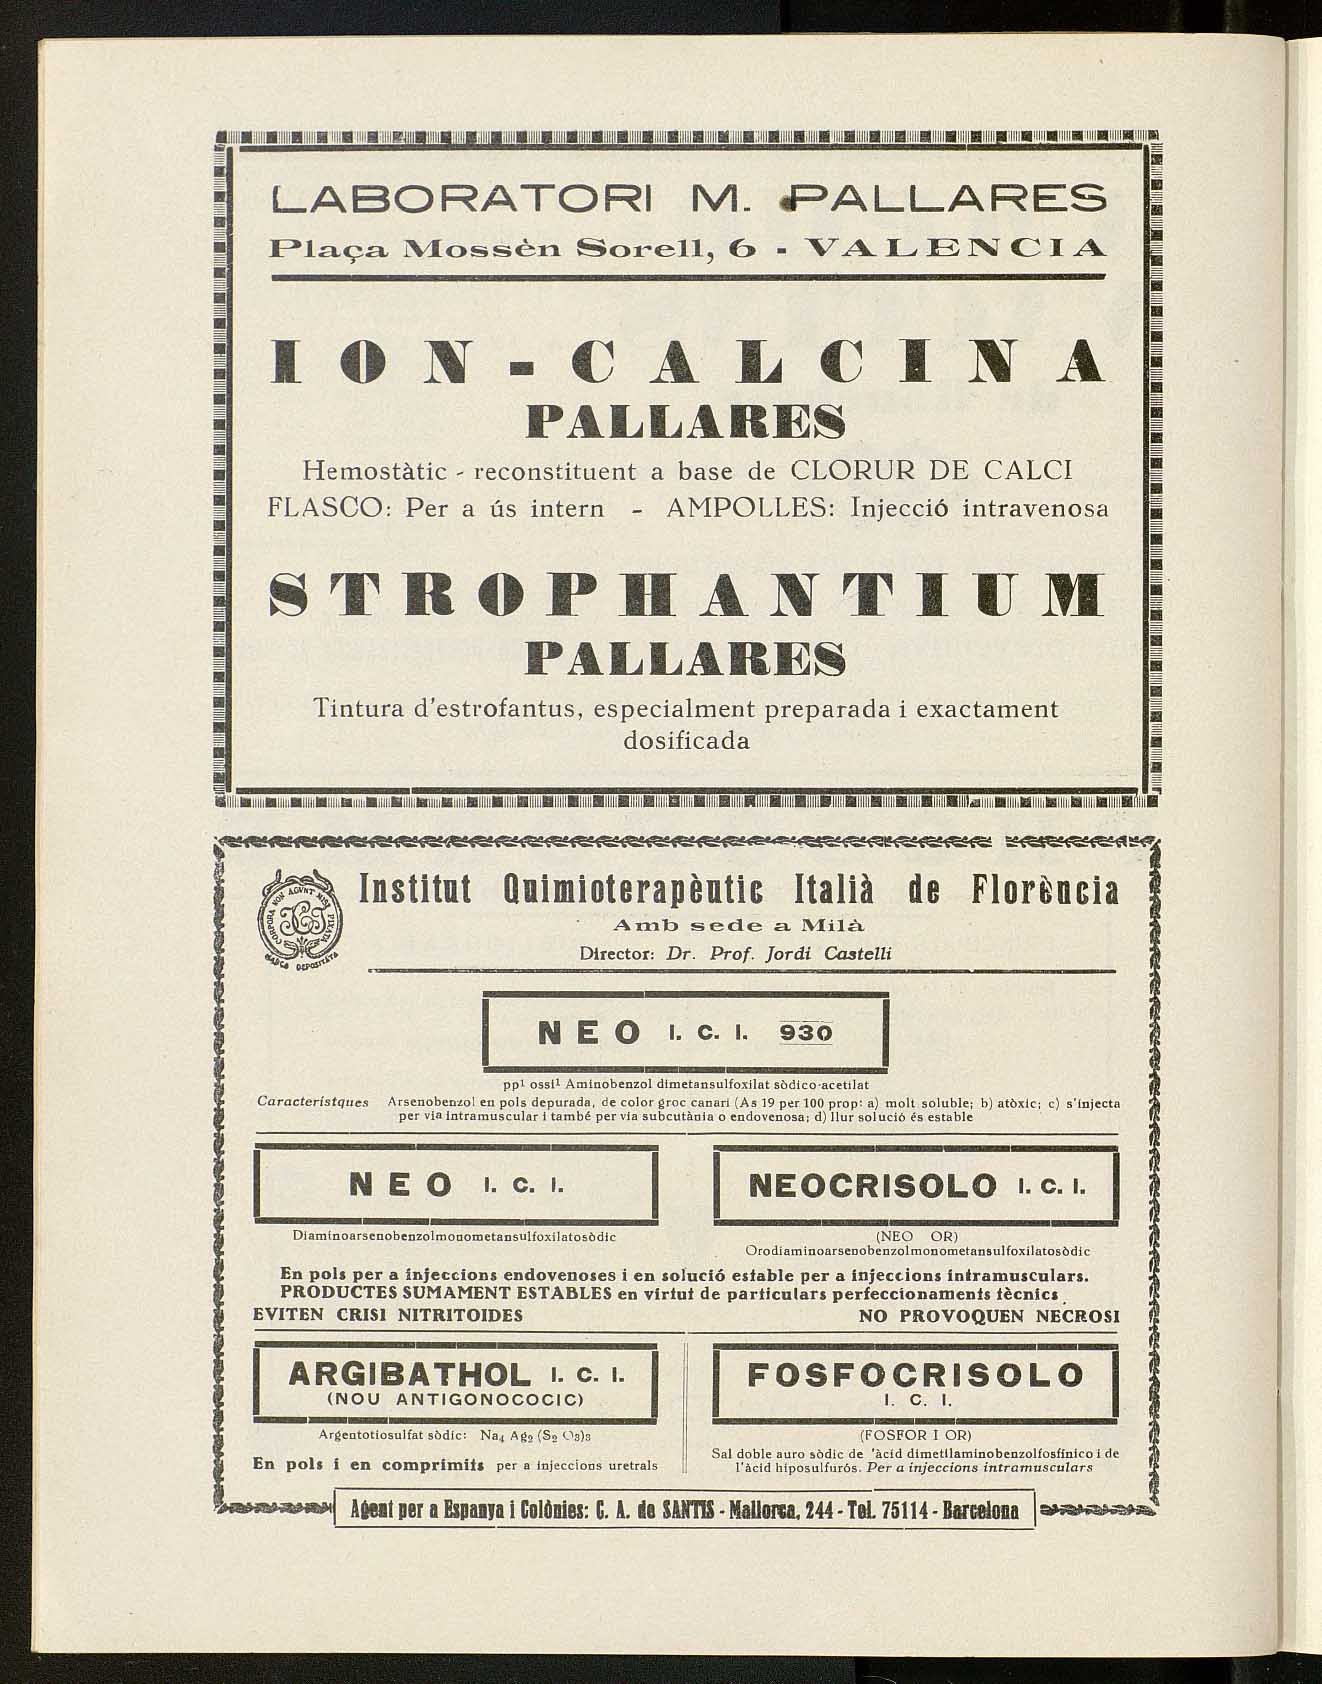 LABORATORI M. PALLARES
Plaça Mossèn Sorell, 6 - VALENCIA
ION-CALCINA
PALLARES
Hemostàtic - reconstituent a base de CLORUR DE CALCI
FLASCO: Per a ús intern - AMPOLLES: Injecció intravenosa
STROPHANTIUM
PALLARES
Tintura d'estrofantus, especialment preparada i exactament
dosificada
CORPORA NON AGVNT NISI FIXATA
MARCA DEPOSITATA
Institut Quimioterapèutic Italià de Florència
Amb sede a Milà
Director: Dr. Prof. Jordi Castelli
NEO I. C. I. 930
pp¹ ossi¹ Aminobenzol dimetansulfoxilat sòdico-acetilat
Caracteristques Arsenobenzol en pols depurada, de color groc canari (As 19 per 100 prop: a) molt soluble; b) atòxic; c) s'injecta
per via intramuscular i també per via subcutània o endovenosa; d) llur solució és estable
NEO I. C. I.
Diaminoarsenobenzolmonometansulfoxilatosòdic
NEOCRISOLO I. C. I.
(NEO OR)
Orodiaminoarsenobenzolmonometansulfoxilatosòdic
En pols per a injeccions endovenoses i en solució estable per a injeccions intramusculars.
PRODUCTES SUMAMENT ESTABLES en virtut de particulars perfeccionaments tècnics.
EVITEN CRISI NITRITOIDES NO PROVOQUEN NECROSI
ARGIBATHOL I. C. I.
(NOU ANTIGONOCOCIC)
Argentotiosulfat sòdic: Na₄ Ag₂ (S₂ O₃)₃
En pols i en comprimits per a injeccions uretrals
FOSFOCRISOLO
I. C. I.
(FOSFOR I OR)
Sal doble auro sòdic de 'àcid dimetilaminobenzolfosfínico i de
l'àcid hiposulfurós. Per a injeccions intramusculars
Agent per a Espanya i Colònies: C. A. de SANTIS - Mallorca, 244 - Tel. 75114 - Barcelona